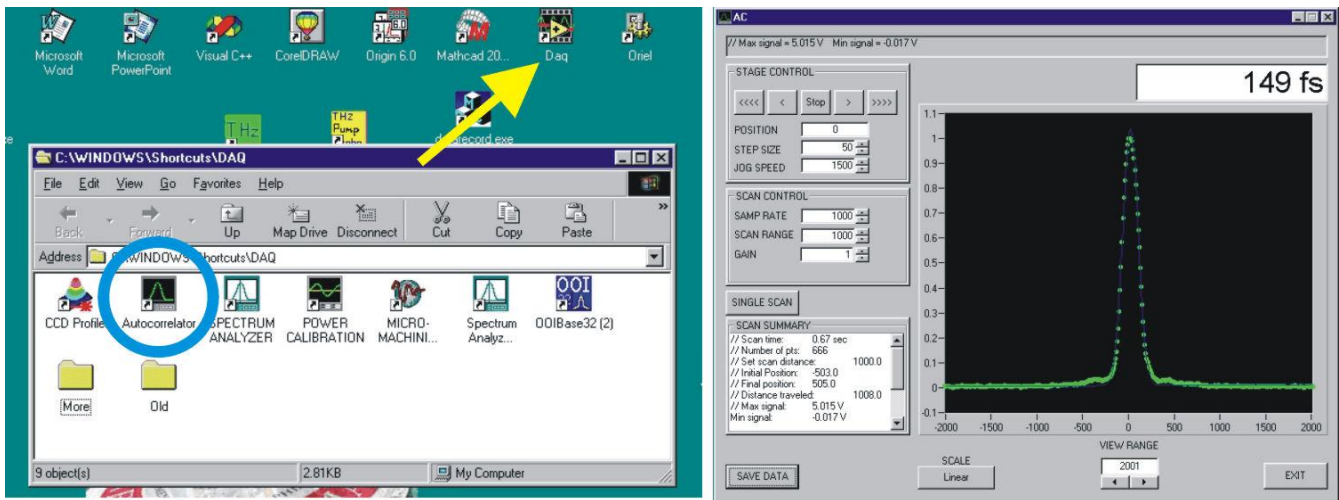 Microsoft Word
Microsoft PowerPoint
Visual C++
CorelDRAW
Origin 6.0
Mathcad 20...
Daq
Oriel
THz
THz Pump
C:\WINDOWS\Shortcuts\DAQ
File Edit View Go Favorites Help
Back Forward Up Map Drive Disconnect Cut Copy Paste »
Address C:\WINDOWS\Shortcuts\DAQ
CCD Profile
Autocorrelator
SPECTRUM ANALYZER
POWER CALIBRATION
MICRO-MACHINI...
Spectrum Analyz...
OOI
OOIBase32 (2)
More
Old
9 object(s) 2.81KB My Computer
AC
// Max signal = 5.015 V Min signal = -0.017 V
149 fs
STAGE CONTROL
<<<< < Stop > >>>>
POSITION 0
STEP SIZE 50
JOG SPEED 1500
SCAN CONTROL
SAMP RATE 1000
SCAN RANGE 1000
GAIN 1
SINGLE SCAN
SCAN SUMMARY
// Scan time: 0.67 sec
// Number of pts: 666
// Set scan distance: 1000.0
// Initial Position: -503.0
// Final position: 505.0
// Distance traveled: 1008.0
// Max signal: 5.015 V
Min signal: -0.017 V
SAVE DATA
1.1
1
0.9
0.8
0.7
0.6
0.5
0.4
0.3
0.2
0.1
0
-0.1
-2000 -1500 -1000 -500 0 500 1000 1500 2000
SCALE
Linear
VIEW RANGE
2001
EXIT